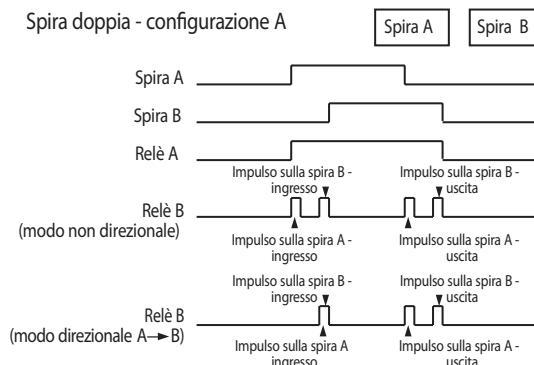 Spira doppia - configurazione A
Spira A
Spira B
Spira A
Spira B
Relè A
Impulso sulla spira B -
ingresso
Impulso sulla spira B -
uscita
Relè B
(modo non direzionale)
Impulso sulla spira A -
ingresso
Impulso sulla spira A -
uscita
Impulso sulla spira B -
ingresso
Impulso sulla spira B -
uscita
Relè B
(modo direzionale A→B)
Impulso sulla spira A
ingresso
Impulso sulla spira A -
uscita